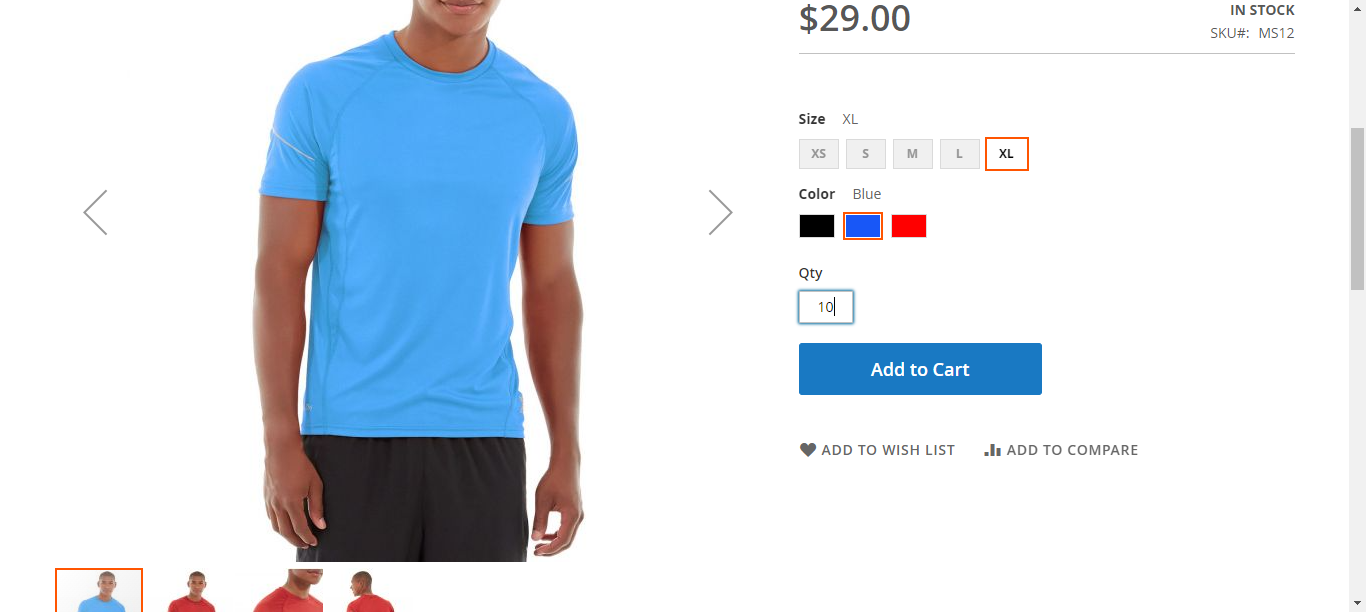 $29.00
IN STOCK
SKU#: MS12
Size XL
XS S M L XL
Color Blue
Qty
10
Add to Cart
ADD TO WISH LIST ADD TO COMPARE